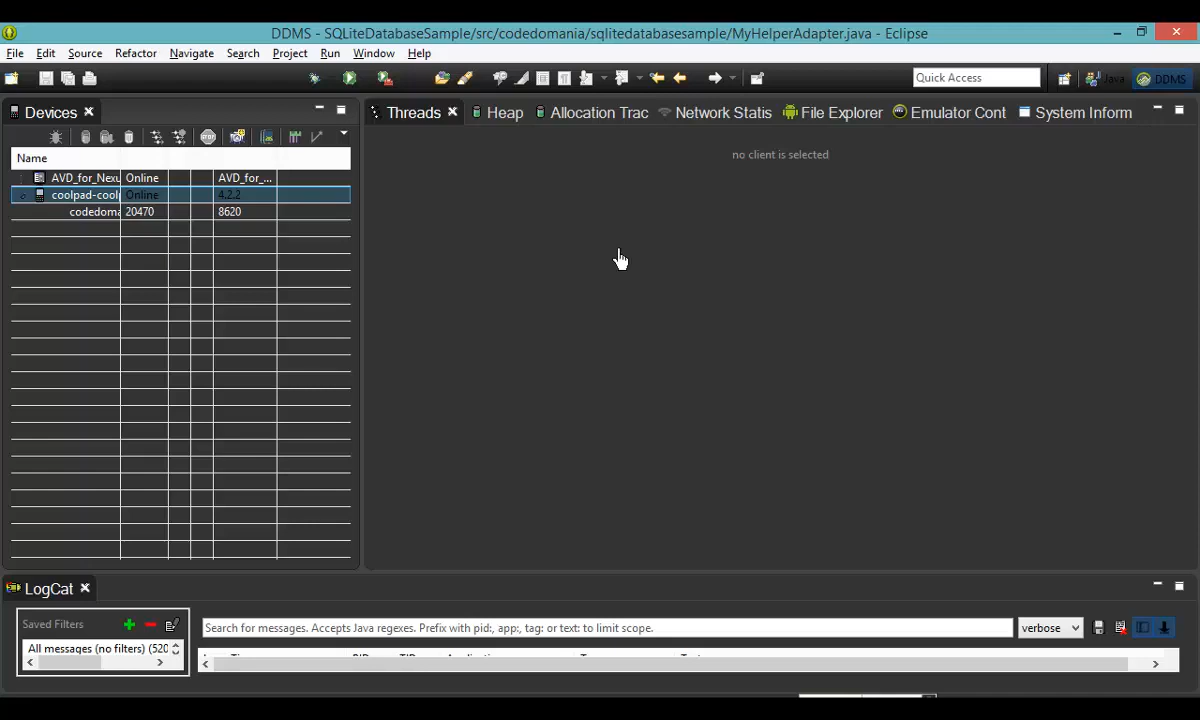 DDMS - SQLiteDatabaseSample/src/codedomania/sqlitedatabasesample/MyHelperAdapter.java - Eclipse
File Edit Source Refactor Navigate Search Project Run Window Help
Quick Access Java DDMS
Devices
Name
AVD_for_Nexu Online AVD_for_...
coolpad-coolp Online 4.2.2
codedoma 20470 8620
Threads Heap Allocation Trac Network Statis File Explorer Emulator Cont System Inform
no client is selected
LogCat
Saved Filters
All messages (no filters) (520
Search for messages. Accepts Java regexes. Prefix with pid:, app:, tag: or text: to limit scope.
verbose